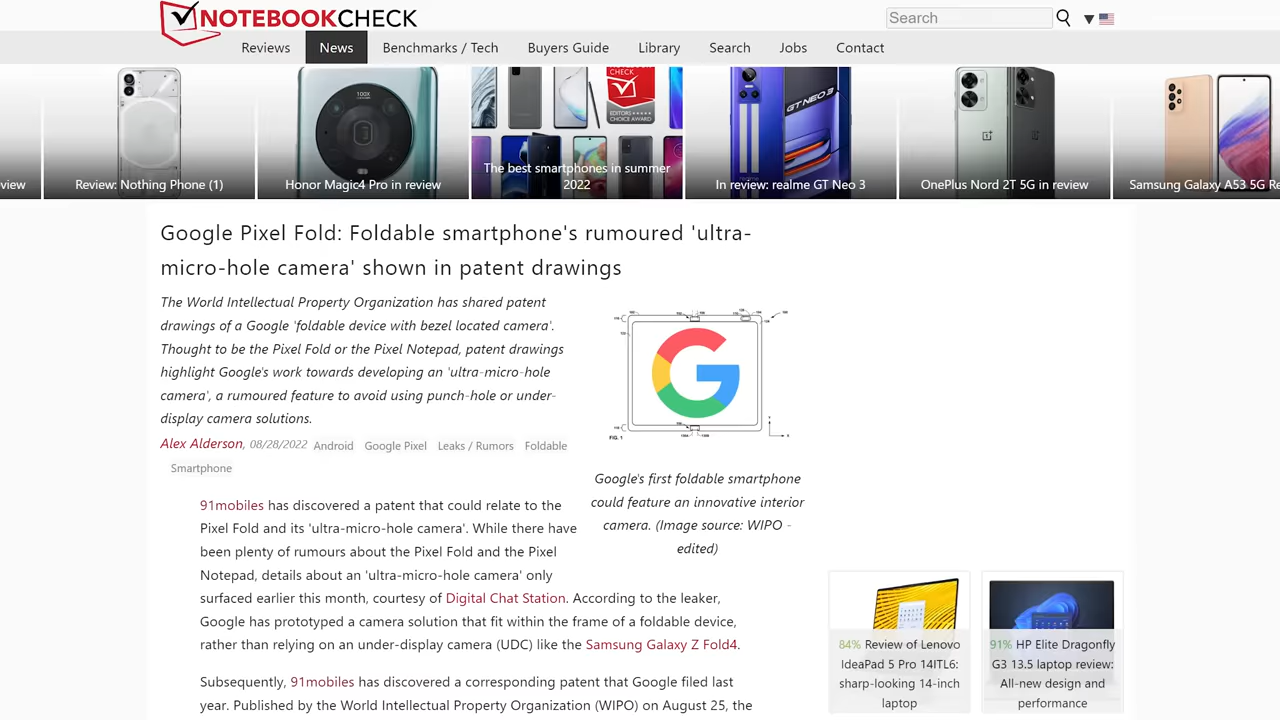 NOTEBOOKCHECK
Search
Reviews
News
Benchmarks / Tech
Buyers Guide
Library
Search
Jobs
Contact
view
Review: Nothing Phone (1)
100X
Honor Magic4 Pro in review
CHECK
EDITORS
CHOICE AWARD
The best smartphones in summer
2022
GT NEO 3
realme
In review: realme GT Neo 3
OnePlus Nord 2T 5G in review
Samsung Galaxy A53 5G Re
Google Pixel Fold: Foldable smartphone's rumoured 'ultra-
micro-hole camera' shown in patent drawings
The World Intellectual Property Organization has shared patent
drawings of a Google 'foldable device with bezel located camera'.
Thought to be the Pixel Fold or the Pixel Notepad, patent drawings
highlight Google's work towards developing an 'ultra-micro-hole
camera', a rumoured feature to avoid using punch-hole or under-
display camera solutions.
FIG. 1
Alex Alderson, 08/28/2022 Android Google Pixel Leaks / Rumors Foldable
Smartphone
Google's first foldable smartphone
could feature an innovative interior
camera. (Image source: WIPO -
edited)
91mobiles has discovered a patent that could relate to the
Pixel Fold and its 'ultra-micro-hole camera'. While there have
been plenty of rumours about the Pixel Fold and the Pixel
Notepad, details about an 'ultra-micro-hole camera' only
surfaced earlier this month, courtesy of Digital Chat Station. According to the leaker,
Google has prototyped a camera solution that fit within the frame of a foldable device,
rather than relying on an under-display camera (UDC) like the Samsung Galaxy Z Fold4.
Subsequently, 91mobiles has discovered a corresponding patent that Google filed last
year. Published by the World Intellectual Property Organization (WIPO) on August 25, the
84% Review of Lenovo
IdeaPad 5 Pro 14ITL6:
sharp-looking 14-inch
laptop
91% HP Elite Dragonfly
G3 13.5 laptop review:
All-new design and
performance